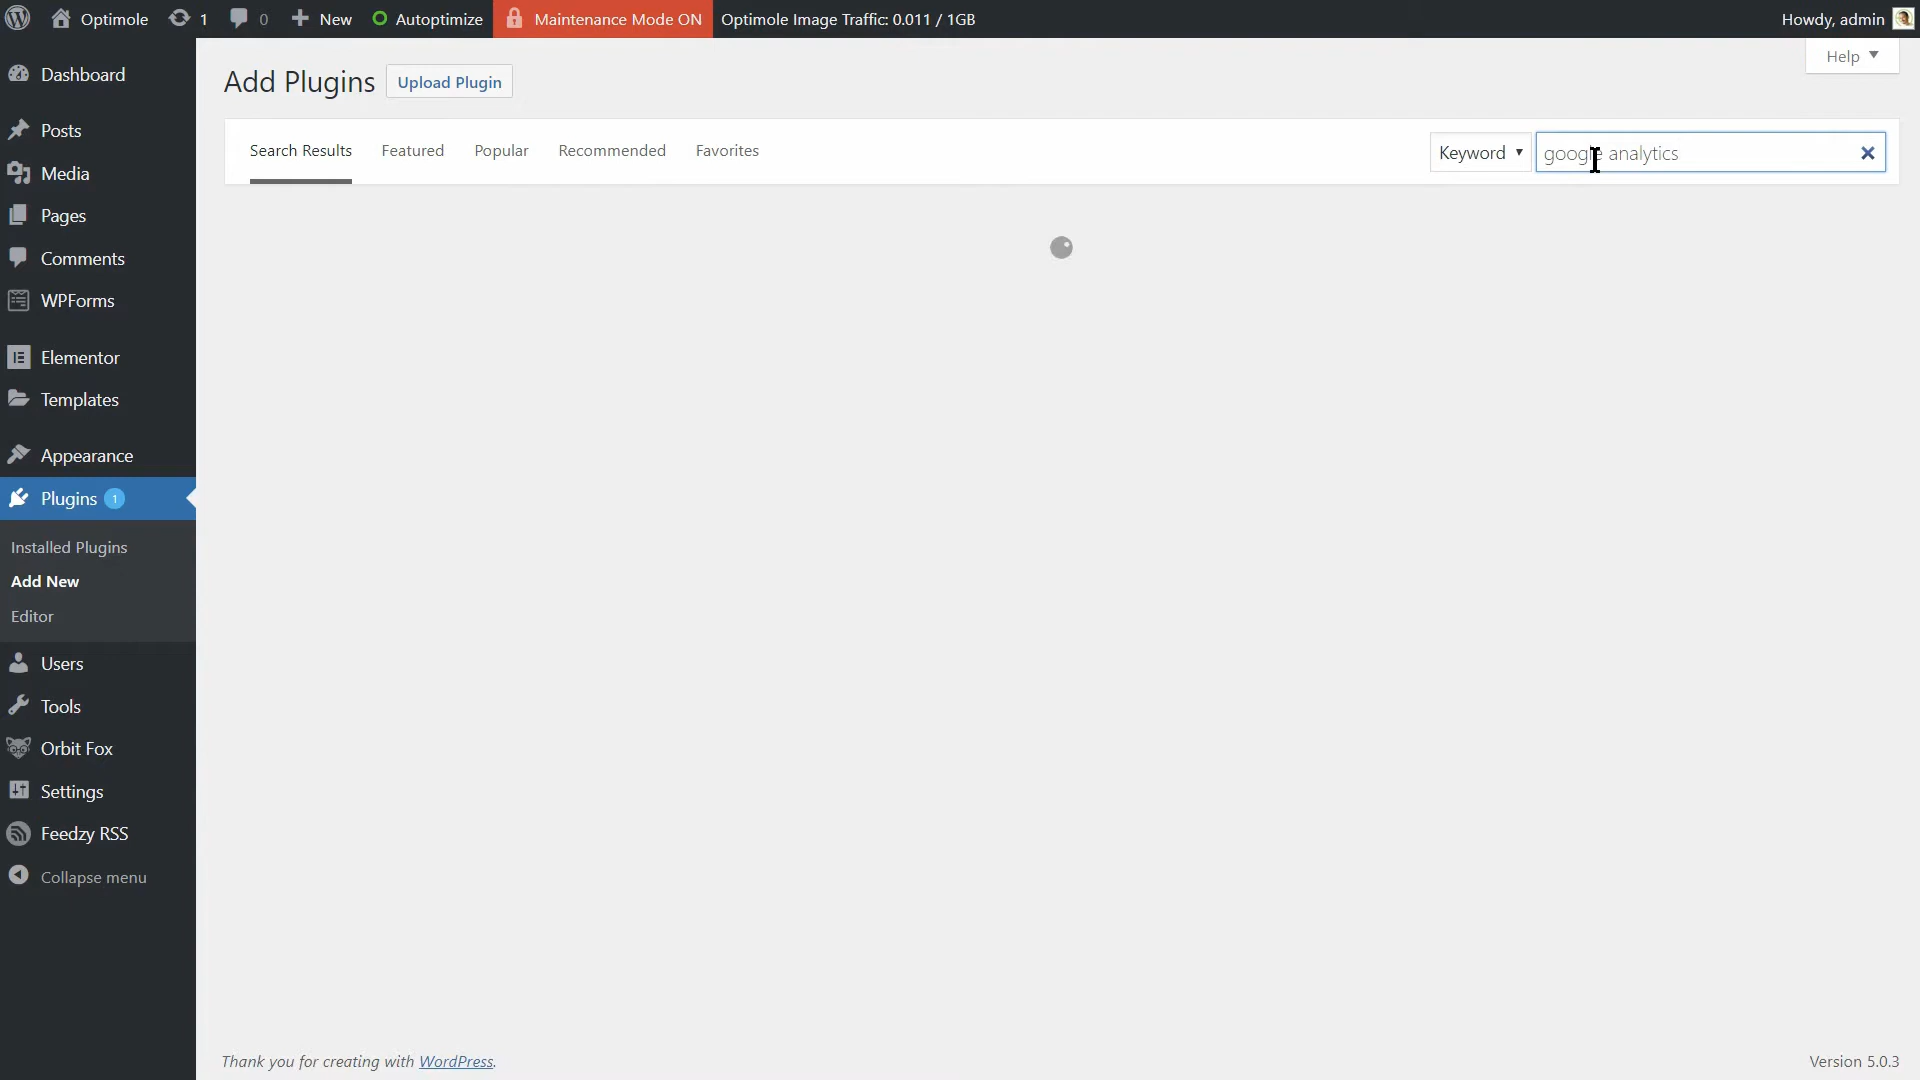 Optimole 1 0 New Autoptimize Maintenance Mode ON Optimole Image Traffic: 0.011 / 1GB Howdy, admin
Help
Add Plugins Upload Plugin
Search Results Featured Popular Recommended Favorites Keyword google analytics
Dashboard
Posts
Media
Pages
Comments
WPForms
Elementor
Templates
Appearance
Plugins 1
Installed Plugins
Add New
Editor
Users
Tools
Orbit Fox
Settings
Feedzy RSS
Collapse menu
Thank you for creating with WordPress. Version 5.0.3